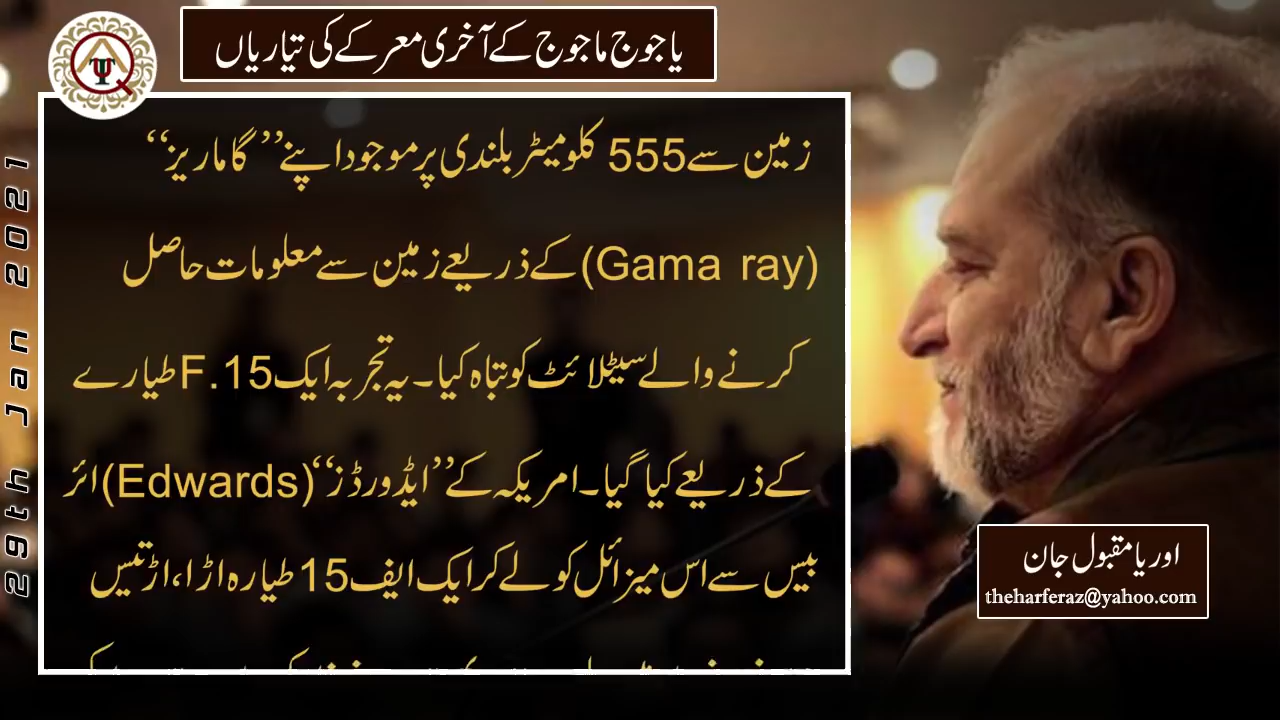 یاجوج ماجوج کے آخری معرکے کی تیاریاں
زمین سے 555 کلومیٹر بلندی پر موجود اپنے ”گاماریز“
(Gama ray) کے ذریعے زمین سے معلومات حاصل
کرنے والے سیٹلائٹ کو تباہ کیا۔ یہ تجربہ ایک F.15 طیارے
کے ذریعے کیا گیا۔ امریکہ کے ”ایڈورڈز“ (Edwards) ائر
بیس سے اس میزائل کو لے کر ایک ایف 15 طیارہ اڑا، اڑتیس
اوریا مقبول جان
theharferaz@yahoo.com
29th Jan 2021